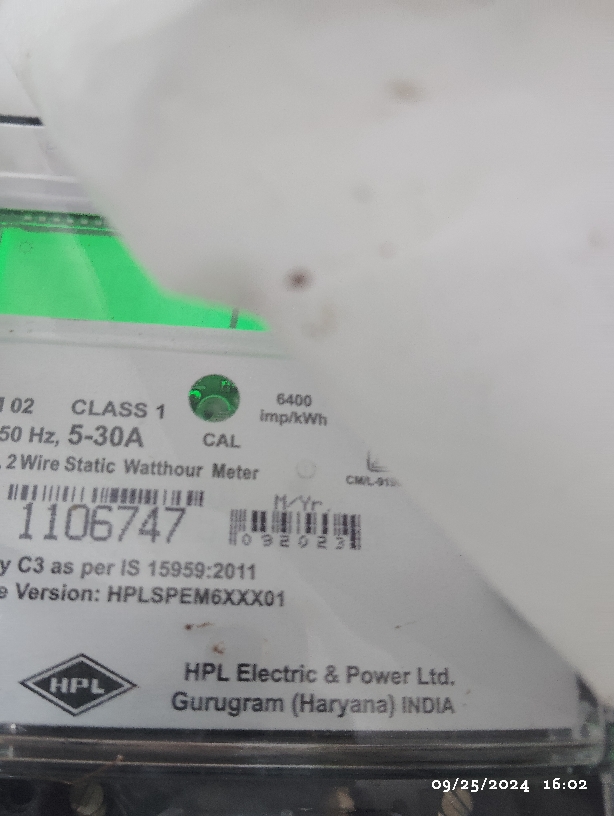 02 CLASS 1
6400
imp/kWh
50 Hz, 5-30A
CAL
2 Wire Static Watthour Meter
M/Yr.
1106747
092023
y C3 as per IS 15959:2011
e Version: HPLSPEM6XXX01
HPL
HPL Electric & Power Ltd.
Gurugram (Haryana) INDIA
09/25/2024 16:02